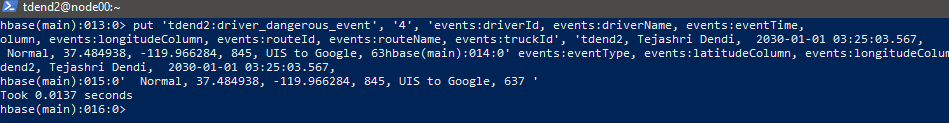 tdend2@node00:~
hbase(main):013:0> put 'tdend2:driver_dangerous_event', '4', 'events:driverId, events:driverName, events:eventTime,
olumn, events:longitudeColumn, events:routeId, events:routeName, events:truckId', 'tdend2, Tejashri Dendi,  2030-01-01 03:25:03.567,
 Normal, 37.484938, -119.966284, 845, UIS to Google, 63hbase(main):014:0' events:eventType, events:latitudeColumn, events:longitudeColum
dend2, Tejashri Dendi,  2030-01-01 03:25:03.567,
hbase(main):015:0'  Normal, 37.484938, -119.966284, 845, UIS to Google, 637 '
Took 0.0137 seconds
hbase(main):016:0>